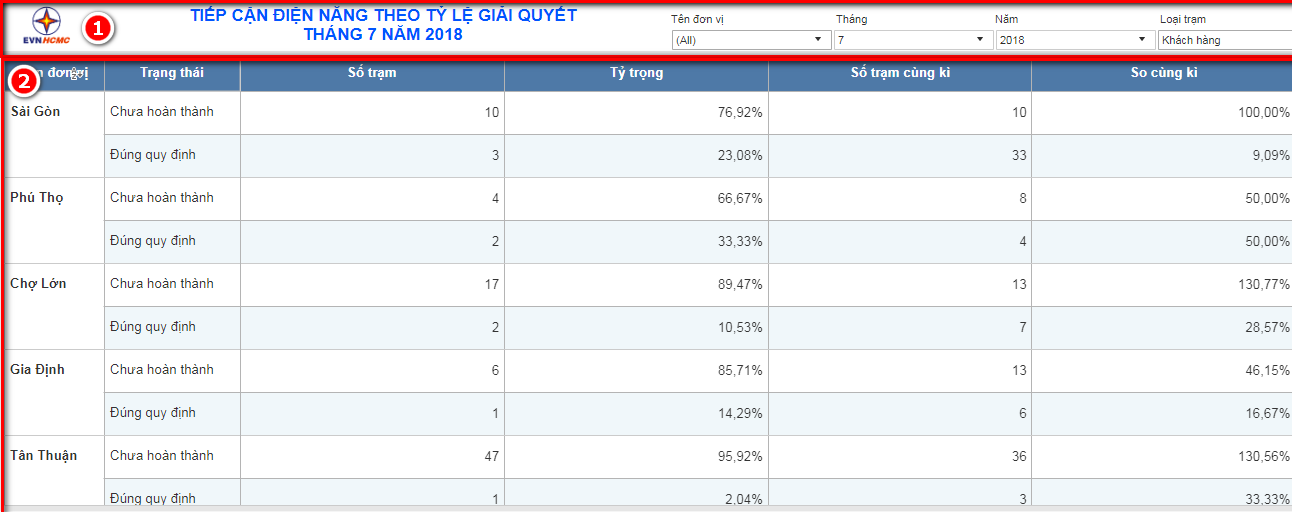 TIẾP CẬN ĐIỆN NĂNG THEO TỶ LỆ GIẢI QUYẾT
THÁNG 7 NĂM 2018
EVNHCMC
1
Tên đơn vị Tháng Năm Loại trạm
(All) 7 2018 Khách hàng
2
đơn vị Trạng thái Số trạm Tỷ trọng Số trạm cùng kì So cùng kì
Sài Gòn Chưa hoàn thành 10 76,92% 10 100,00%
Đúng quy định 3 23,08% 33 9,09%
Phú Thọ Chưa hoàn thành 4 66,67% 8 50,00%
Đúng quy định 2 33,33% 4 50,00%
Chợ Lớn Chưa hoàn thành 17 89,47% 13 130,77%
Đúng quy định 2 10,53% 7 28,57%
Gia Định Chưa hoàn thành 6 85,71% 13 46,15%
Đúng quy định 1 14,29% 6 16,67%
Tân Thuận Chưa hoàn thành 47 95,92% 36 130,56%
Đúng quy định 1 2,04% 3 33,33%